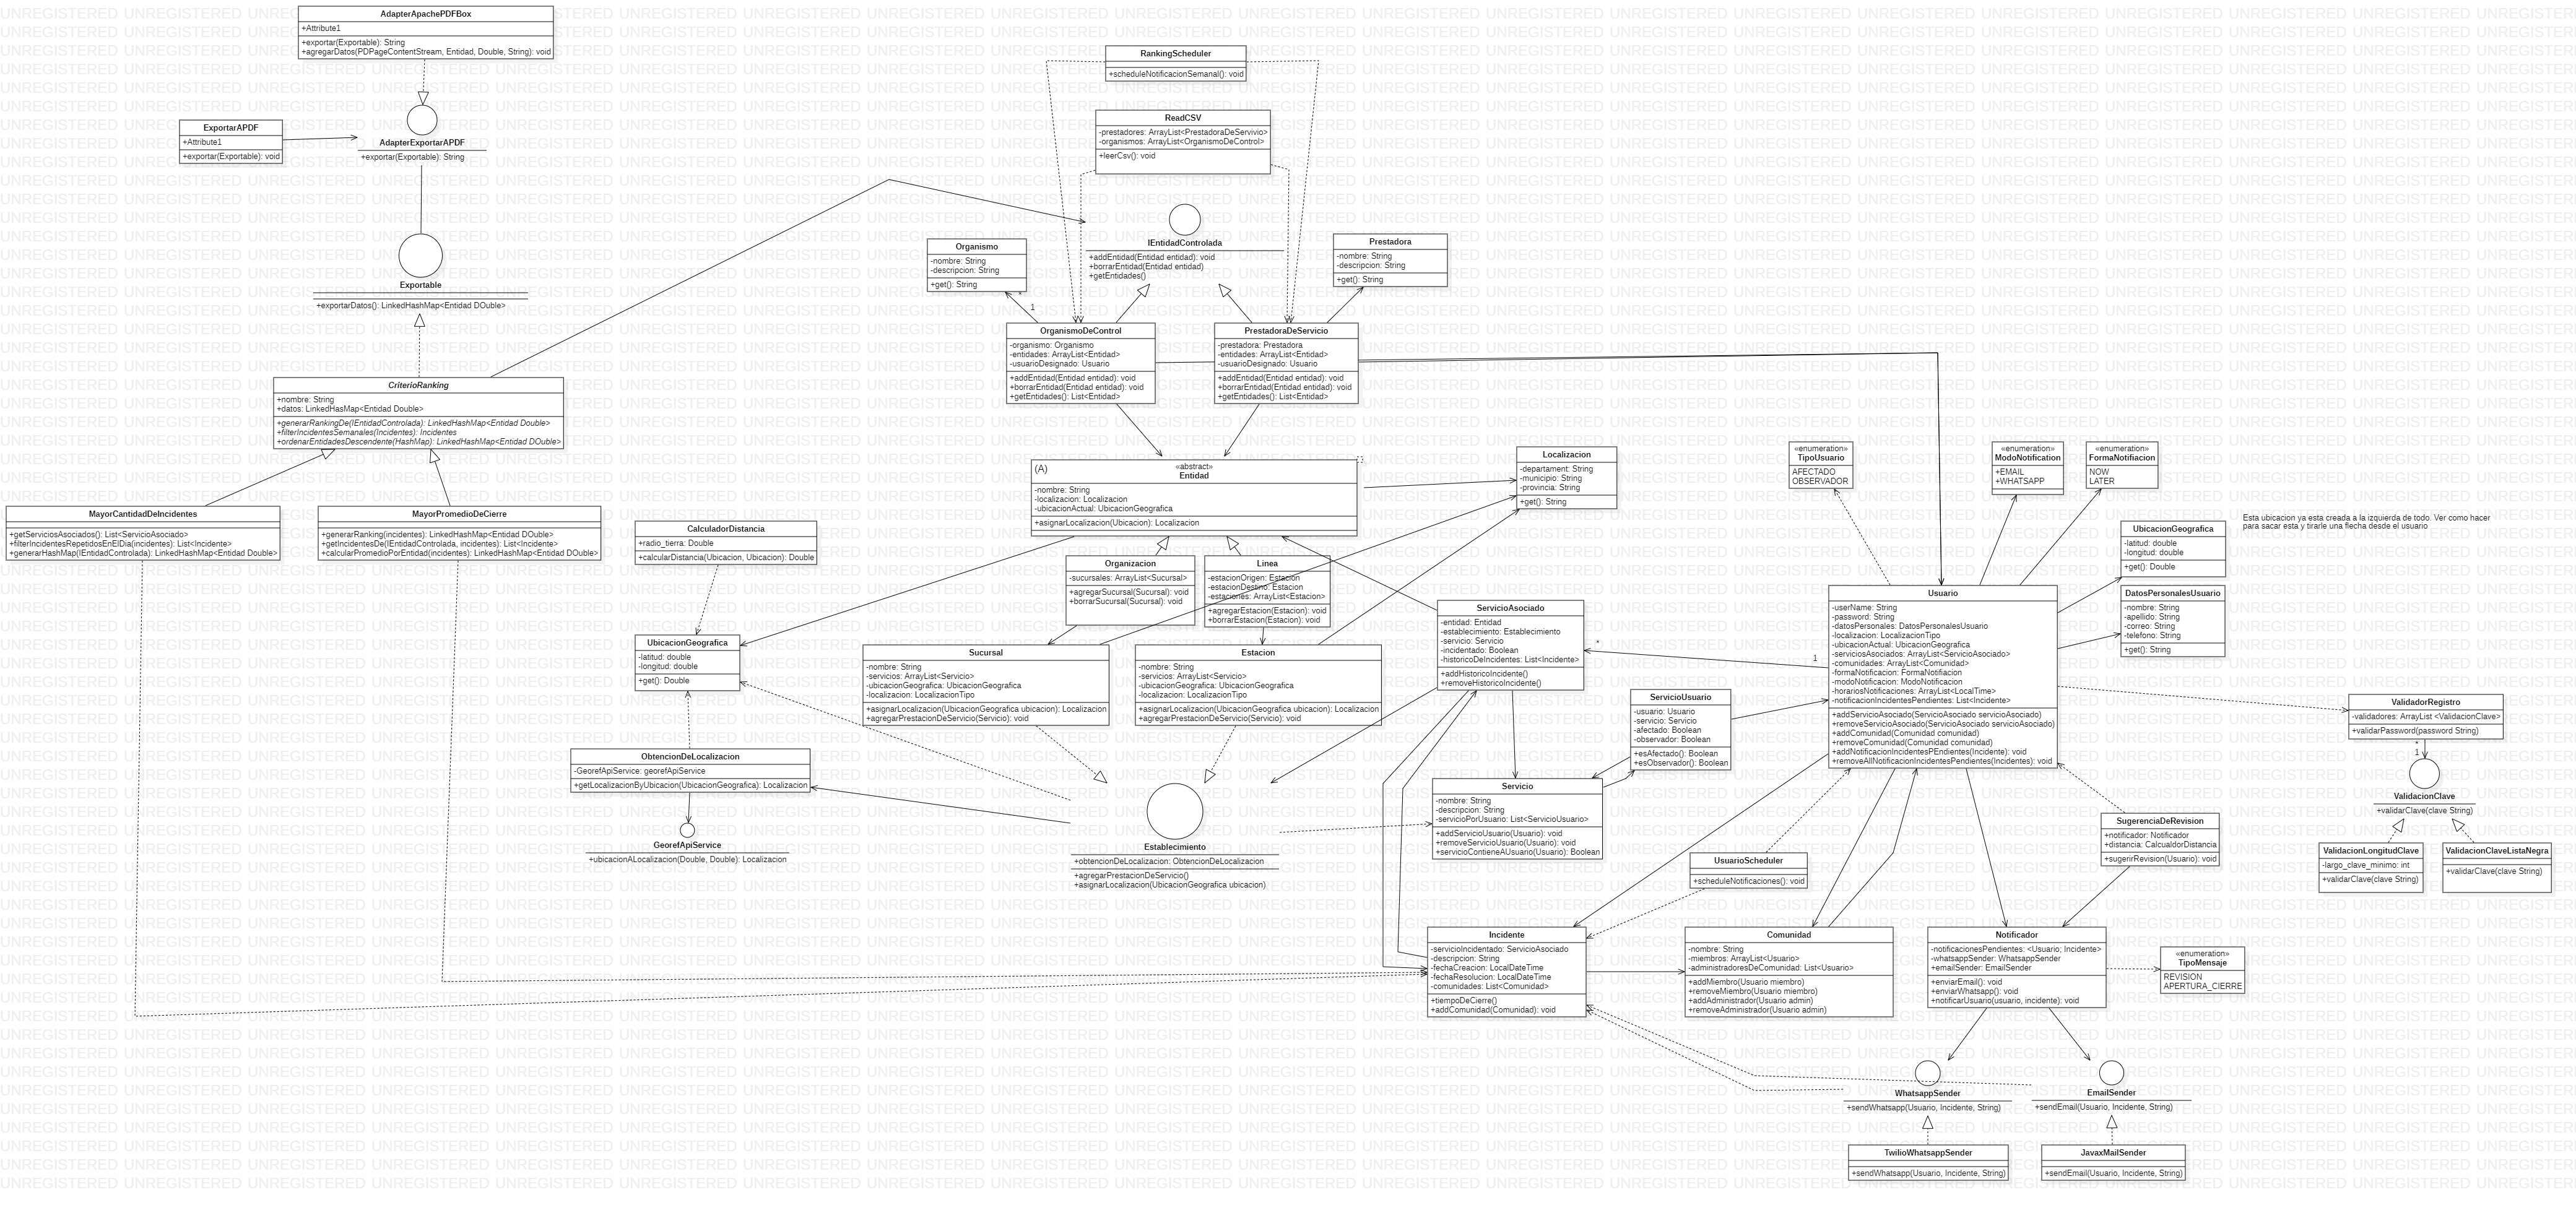 AdapterApachePDFBox
+Attribute1
+exportar(Exportable): String
+agregarDatos(PDPageContentStream, Entidad, Double, String): void
ExportarAPDF
+Attribute1
+exportar(Exportable): void
AdapterExportarAPDF
+exportar(Exportable): String
Exportable
+exportarDatos(): LinkedHashMap<Entidad DOuble>
CriterioRanking
+nombre: String
+datos: LinkedHasMap<Entidad Double>
+generarRankingDe(IEntidadControlada): LinkedHashMap<Entidad Double>
+filterIncidentesSemanales(Incidentes): Incidentes
+ordenarEntidadesDescendente(HashMap): LinkedHashMap<Entidad DOuble>
MayorCantidadDeIncidentes
+getServiciosAsociados(): List<ServicioAsociado>
+filterIncidentesRepetidosEnElDia(incidentes): List<Incidente>
+generarHashMap(IEntidadControlada): LinkedHashMap<Entidad Double>
MayorPromedioDeCierre
+generarRanking(incidentes): LinkedHashMap<Entidad DOuble>
+getIncidentesDe(IEntidadControlada, incidentes): List<Incidente>
+calcularPromedioPorEntidad(incidentes): LinkedHashMap<Entidad DOuble>
RankingScheduler
+scheduleNotificacionSemanal(): void
ReadCSV
-prestadores: ArrayList<PrestadoraDeServivio>
-organismos: ArrayList<OrganismoDeControl>
+leerCsv(): void
IEntidadControlada
+addEntidad(Entidad entidad): void
+borrarEntidad(Entidad entidad)
+getEntidades()
Organismo
-nombre: String
-descripcion: String
+get(): String
*
1
Prestadora
-nombre: String
-descripcion: String
+get(): String
OrganismoDeControl
-organismo: Organismo
-entidades: ArrayList<Entidad>
-usuarioDesignado: Usuario
+addEntidad(Entidad entidad): void
+borrarEntidad(Entidad entidad): void
+getEntidades(): List<Entidad>
PrestadoraDeServicio
-prestadora: Prestadora
-entidades: ArrayList<Entidad>
-usuarioDesignado: Usuario
+addEntidad(Entidad entidad): void
+borrarEntidad(Entidad entidad): void
+getEntidades(): List<Entidad>
(A)
«abstract»
Entidad
-nombre: String
-localizacion: Localizacion
-ubicacionActual: UbicacionGeografica
+asignarLocalizacion(Ubicacion): Localizacion
Localizacion
-departament: String
-municipio: String
-provincia: String
+get(): String
CalculadorDistancia
+radio_tierra: Double
+calcularDistancia(Ubicacion, Ubicacion): Double
Organizacion
-sucursales: ArrayList<Sucursal>
+agregarSucursal(Sucursal): void
+borrarSucursal(Sucursal): void
Linea
-estacionOrigen: Estacion
-estacionDestino: Estacion
-estaciones: ArrayList<Estacion>
+agregarEstacion(Estacion): void
+borrarEstacion(Estacion): void
UbicacionGeografica
-latitud: double
-longitud: double
+get(): Double
Sucursal
-nombre: String
-servicios: ArrayList<Servicio>
-ubicacionGeografica: UbicacionGeografica
-localizacion: LocalizacionTipo
+asignarLocalizacion(UbicacionGeografica ubicacion): Localizacion
+agregarPrestacionDeServicio(Servicio): void
Estacion
-nombre: String
-servicios: ArrayList<Servicio>
-ubicacionGeografica: UbicacionGeografica
-localizacion: LocalizacionTipo
+asignarLocalizacion(UbicacionGeografica ubicacion): Localizacion
+agregarPrestacionDeServicio(Servicio): void
ObtencionDeLocalizacion
-GeorefApiService: georefApiService
+getLocalizacionByUbicacion(UbicacionGeografica): Localizacion
GeorefApiService
+ubicacionALocalizacion(Double, Double): Localizacion
Establecimiento
+obtencionDeLocalizacion: ObtencionDeLocalizacion
+agregarPrestacionDeServicio()
+asignarLocalizacion(UbicacionGeografica ubicacion)
ServicioAsociado
-entidad: Entidad
-establecimiento: Establecimiento
-servicio: Servicio
-incidentado: Boolean
-historicoDeIncidentes: List<Incidente>
+addHistoricoIncidente()
+removeHistoricoIncidente()
*
1
ServicioUsuario
-usuario: Usuario
-servicio: Servicio
-afectado: Boolean
-observador: Boolean
+esAfectado(): Boolean
+esObservador(): Boolean
Servicio
-nombre: String
-descripcion: String
-servicioPorUsuario: List<ServicioUsuario>
+addServicioUsuario(Usuario): void
+removeServicioUsuario(Usuario): void
+servicioContieneAUsuario(Usuario): Boolean
«enumeration»
TipoUsuario
AFECTADO
OBSERVADOR
«enumeration»
ModoNotification
+EMAIL
+WHATSAPP
«enumeration»
FormaNotifiacion
NOW
LATER
Esta ubicacion ya esta creada a la izquierda de todo. Ver como hacer
para sacar esta y tirarle una flecha desde el usuario
UbicacionGeografica
-latitud: double
-longitud: double
+get(): Double
DatosPersonalesUsuario
-nombre: String
-apellido: String
-correo: String
-telefono: String
+get(): String
Usuario
-userName: String
-password: String
-datosPersonales: DatosPersonalesUsuario
-localizacion: LocalizacionTipo
-ubicacionActual: UbicacionGeografica
-serviciosAsociados: ArrayList<ServicioAsociado>
-comunidades: ArrayList<Comunidad>
-formaNotificacion: FormaNotifiacion
-modoNotification: ModoNotification
-horariosNotificaciones: ArrayList<LocalTime>
-notificacionIncidentesPendientes: List<Incidente>
+addServicioAsociado(ServicioAsociado servicioAsociado)
+removeServicioAsociado(ServicioAsociado servicioAsociado)
+addComunidad(Comunidad comunidad)
+removeComunidad(Comunidad comunidad)
+addNotificacionIncidentesPEndientes(Incidente): void
+removeAllNotificacionIncidentesPendientes(Incidentes): void
ValidadorRegistro
-validadores: ArrayList <ValidacionClave>
+validarPassword(password String)
*
1
ValidacionClave
+validarClave(clave String)
ValidacionLongitudClave
-largo_clave_minimo: int
+validarClave(clave String)
ValidacionClaveListaNegra
+validarClave(clave String)
SugerenciaDeRevision
+notificador: Notificador
+distancia: CalcualdorDistancia
+sugerirRevision(Usuario): void
UsuarioScheduler
+scheduleNotificaciones(): void
Incidente
-servicioIncidentado: ServicioAsociado
-descripcion: String
-fechaCreacion: LocalDateTime
-fechaResolucion: LocalDateTime
-comunidades: List<Comunidad>
+tiempoDeCierre()
+addComunidad(Comunidad): void
Comunidad
-nombre: String
-miembros: ArrayList<Usuario>
-administradoresDeComunidad: List<Usuario>
+addMiembro(Usuario miembro)
+removeMiembro(Usuario miembro)
+addAdministrador(Usuario admin)
+removeAdministrador(Usuario admin)
Notificador
-notificacionesPendientes: <Usuario; Incidente>
-whatsappSender: WhatsappSender
+emailSender: EmailSender
+enviarEmail(): void
+enviarWhatsapp(): void
+notificarUsuario(usuario, incidente): void
«enumeration»
TipoMensaje
REVISION
APERTURA_CIERRE
WhatsappSender
+sendWhatsapp(Usuario, Incidente, String)
EmailSender
+sendEmail(Usuario, Incidente, String)
TwilioWhatsappSender
+sendWhatsapp(Usuario, Incidente, String)
JavaxMailSender
+sendEmail(Usuario, Incidente, String)